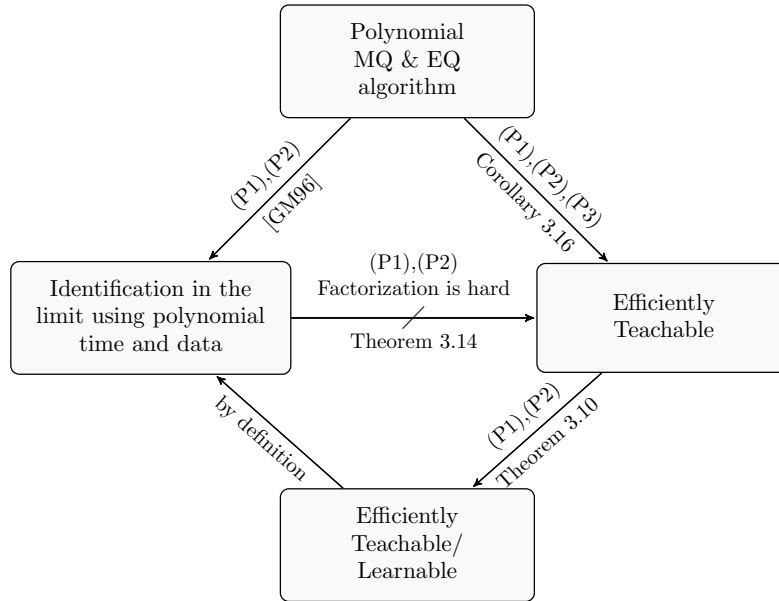 Polynomial
MQ & EQ
algorithm
(P1),(P2)
[GM96]
(P1),(P2),(P3)
Corollary 3.16
Identification in the
limit using polynomial
time and data
(P1),(P2)
Factorization is hard
Theorem 3.14
Efficiently
Teachable
by definition
(P1),(P2)
Theorem 3.10
Efficiently
Teachable/
Learnable